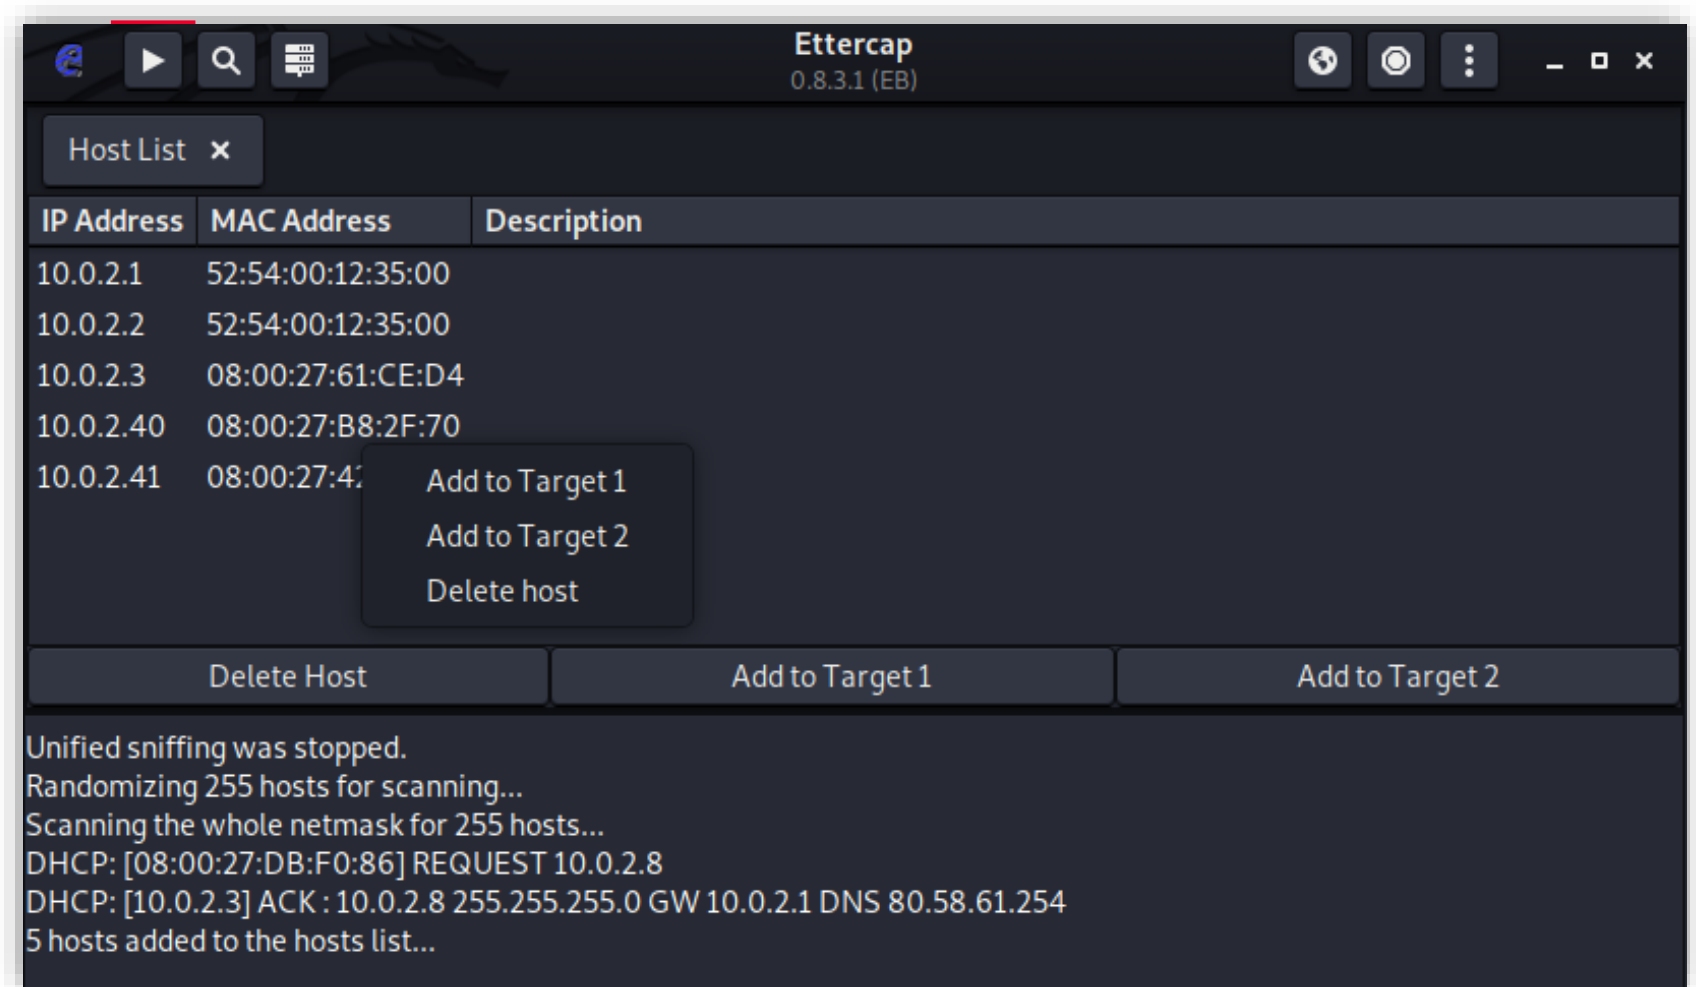 Ettercap
0.8.3.1 (EB)
Host List
IP Address MAC Address Description
10.0.2.1 52:54:00:12:35:00
10.0.2.2 52:54:00:12:35:00
10.0.2.3 08:00:27:61:CE:D4
10.0.2.40 08:00:27:B8:2F:70
10.0.2.41 08:00:27:42
Add to Target 1
Add to Target 2
Delete host
Delete Host Add to Target 1 Add to Target 2
Unified sniffing was stopped.
Randomizing 255 hosts for scanning...
Scanning the whole netmask for 255 hosts...
DHCP: [08:00:27:DB:F0:86] REQUEST 10.0.2.8
DHCP: [10.0.2.3] ACK : 10.0.2.8 255.255.255.0 GW 10.0.2.1 DNS 80.58.61.254
5 hosts added to the hosts list...